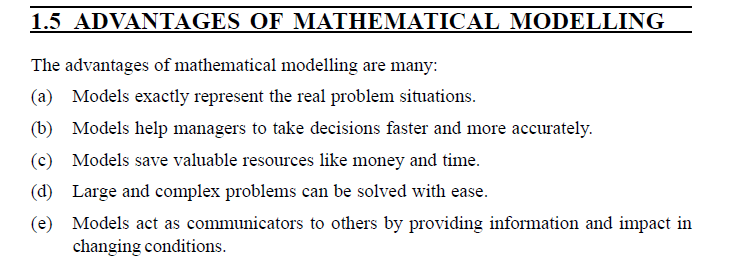 1.5 ADVANTAGES OF MATHEMATICAL MODELLING
The advantages of mathematical modelling are many:
(a) Models exactly represent the real problem situations.
(b) Models help managers to take decisions faster and more accurately.
(c) Models save valuable resources like money and time.
(d) Large and complex problems can be solved with ease.
(e) Models act as communicators to others by providing information and impact in
changing conditions.